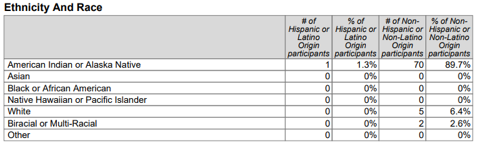 Ethnicity And Race
# of Hispanic or Latino Origin participants % of Hispanic or Latino Origin participants # of Non-Hispanic or Non-Latino Origin participants % of Non-Hispanic or Non-Latino Origin participants
American Indian or Alaska Native 1 1.3% 70 89.7%
Asian 0 0% 0 0%
Black or African American 0 0% 0 0%
Native Hawaiian or Pacific Islander 0 0% 0 0%
White 0 0% 5 6.4%
Biracial or Multi-Racial 0 0% 2 2.6%
Other 0 0% 0 0%